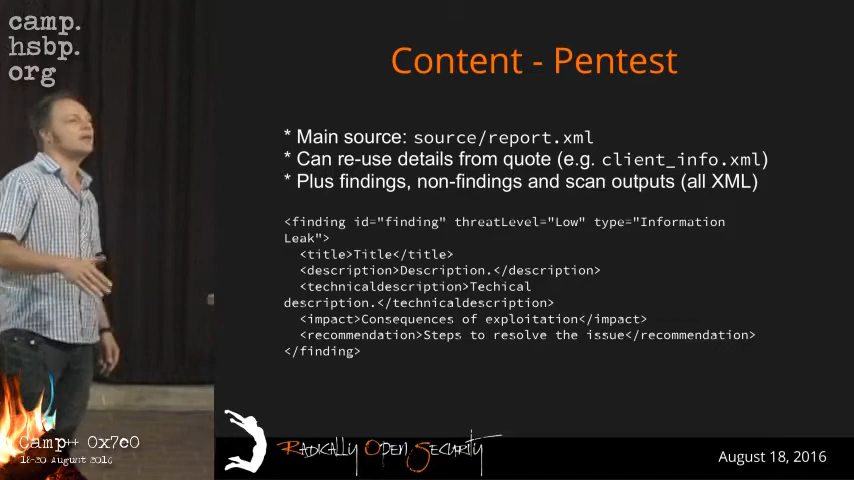 camp.
hsbp.
org
Content - Pentest
* Main source: source/report.xml
* Can re-use details from quote (e.g. client_info.xml)
* Plus findings, non-findings and scan outputs (all XML)
<finding id="finding" threatLevel="Low" type="Information
Leak">
<title>Title</title>
<description>Description.</description>
<technicaldescription>Techical
description.</technicaldescription>
<impact>Consequences of exploitation</impact>
<recommendation>Steps to resolve the issue</recommendation>
</finding>
Camp++ 0x7e0
18-20 August 2016
Radically Open Security
August 18, 2016